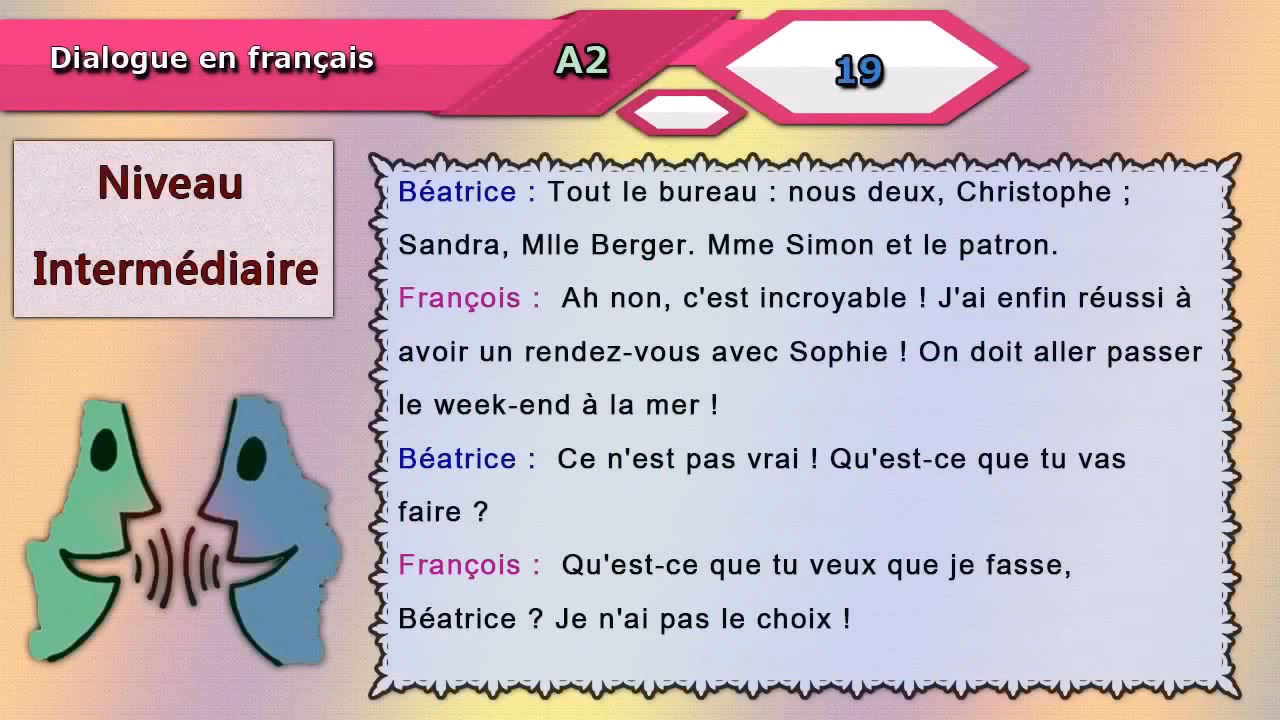 Dialogue en français
A2
19
Niveau
Intermédiaire
Béatrice : Tout le bureau : nous deux, Christophe ;
Sandra, Mlle Berger. Mme Simon et le patron.
François : Ah non, c'est incroyable ! J'ai enfin réussi à
avoir un rendez-vous avec Sophie ! On doit aller passer
le week-end à la mer !
Béatrice : Ce n'est pas vrai ! Qu'est-ce que tu vas
faire ?
François : Qu'est-ce que tu veux que je fasse,
Béatrice ? Je n'ai pas le choix !